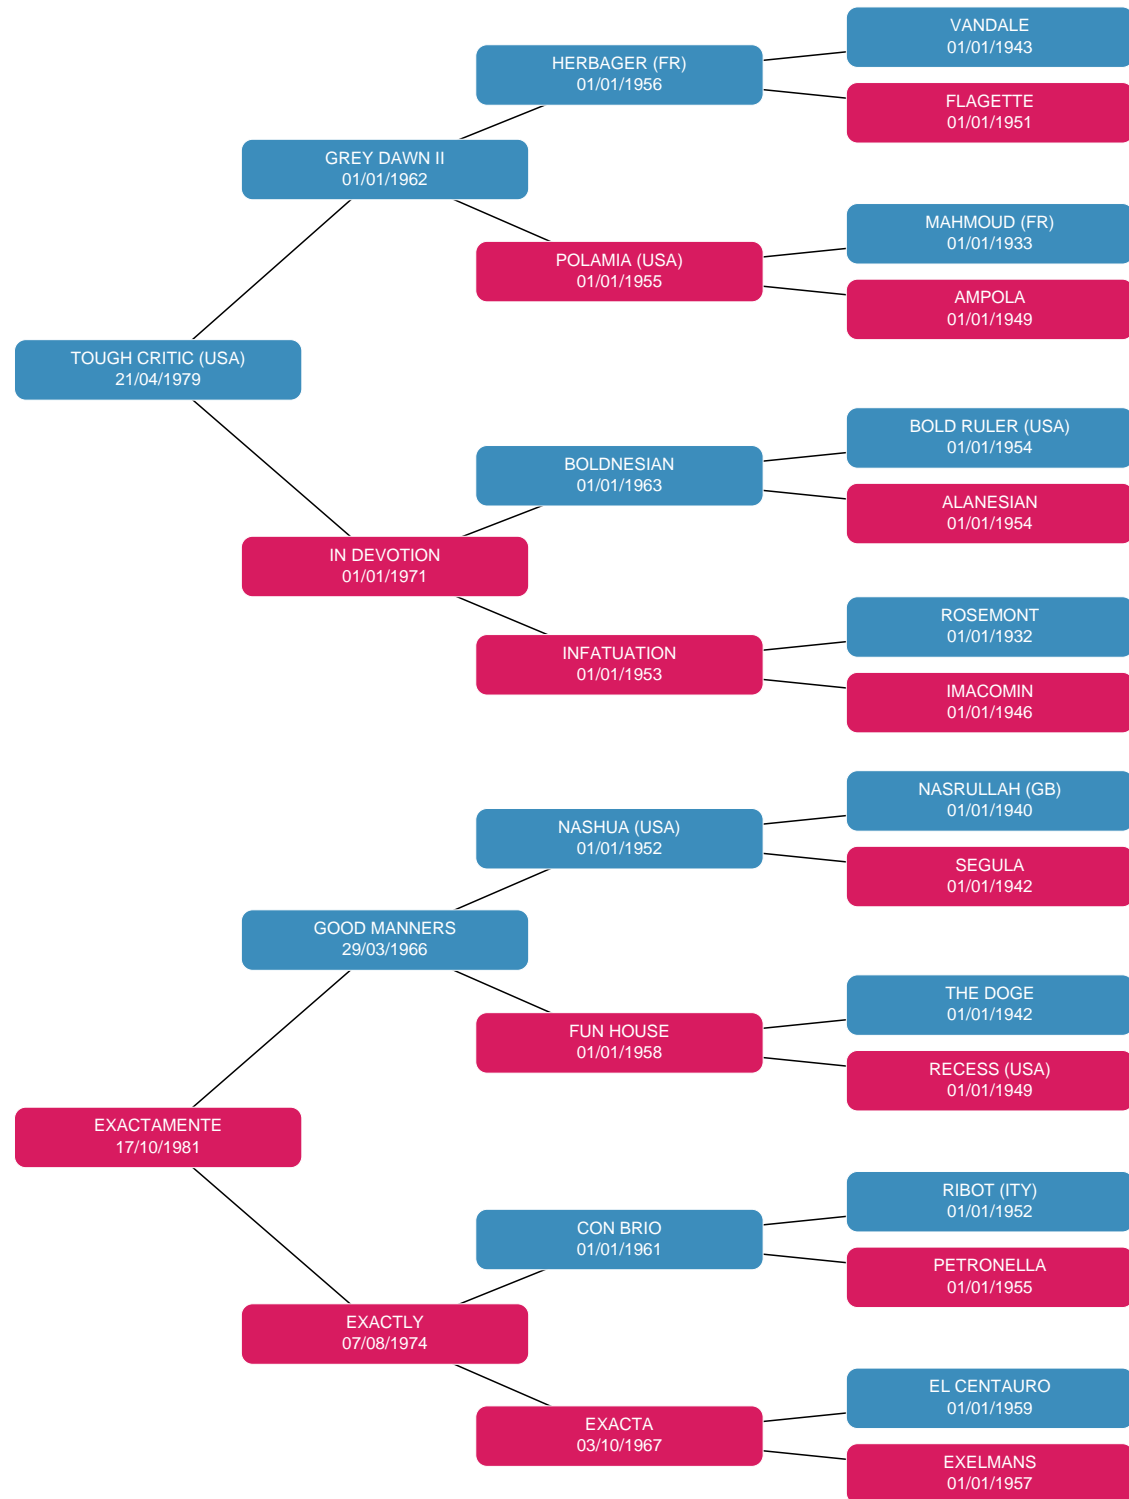 VANDALE
01/01/1943
HERBAGER (FR)
01/01/1956
FLAGETTE
01/01/1951
GREY DAWN II
01/01/1962
MAHMOUD (FR)
01/01/1933
POLAMIA (USA)
01/01/1955
AMPOLA
01/01/1949
TOUGH CRITIC (USA)
21/04/1979
BOLD RULER (USA)
01/01/1954
BOLDNESIAN
01/01/1963
ALANESIAN
01/01/1954
IN DEVOTION
01/01/1971
ROSEMONT
01/01/1932
INFATUATION
01/01/1953
IMACOMIN
01/01/1946
NASRULLAH (GB)
01/01/1940
NASHUA (USA)
01/01/1952
SEGULA
01/01/1942
GOOD MANNERS
29/03/1966
THE DOGE
01/01/1942
FUN HOUSE
01/01/1958
RECESS (USA)
01/01/1949
EXACTAMENTE
17/10/1981
RIBOT (ITY)
01/01/1952
CON BRIO
01/01/1961
PETRONELLA
01/01/1955
EXACTLY
07/08/1974
EL CENTAURO
01/01/1959
EXACTA
03/10/1967
EXELMANS
01/01/1957